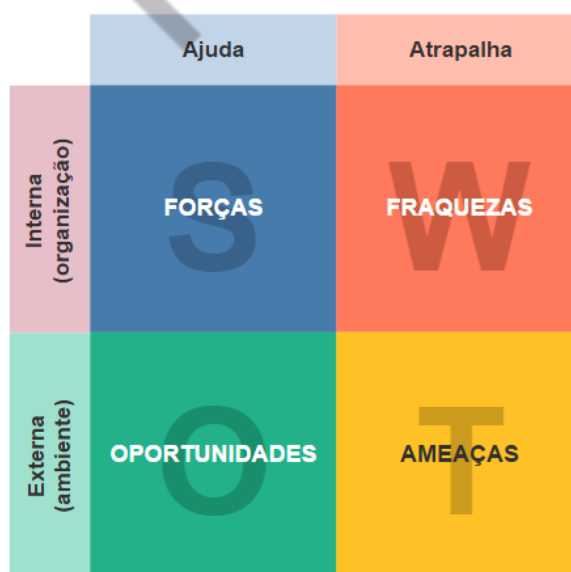 Ajuda
Atrapalha
Interna
(organização)
S
FORÇAS
W
FRAQUEZAS
Externa
(ambiente)
O
OPORTUNIDADES
T
AMEAÇAS